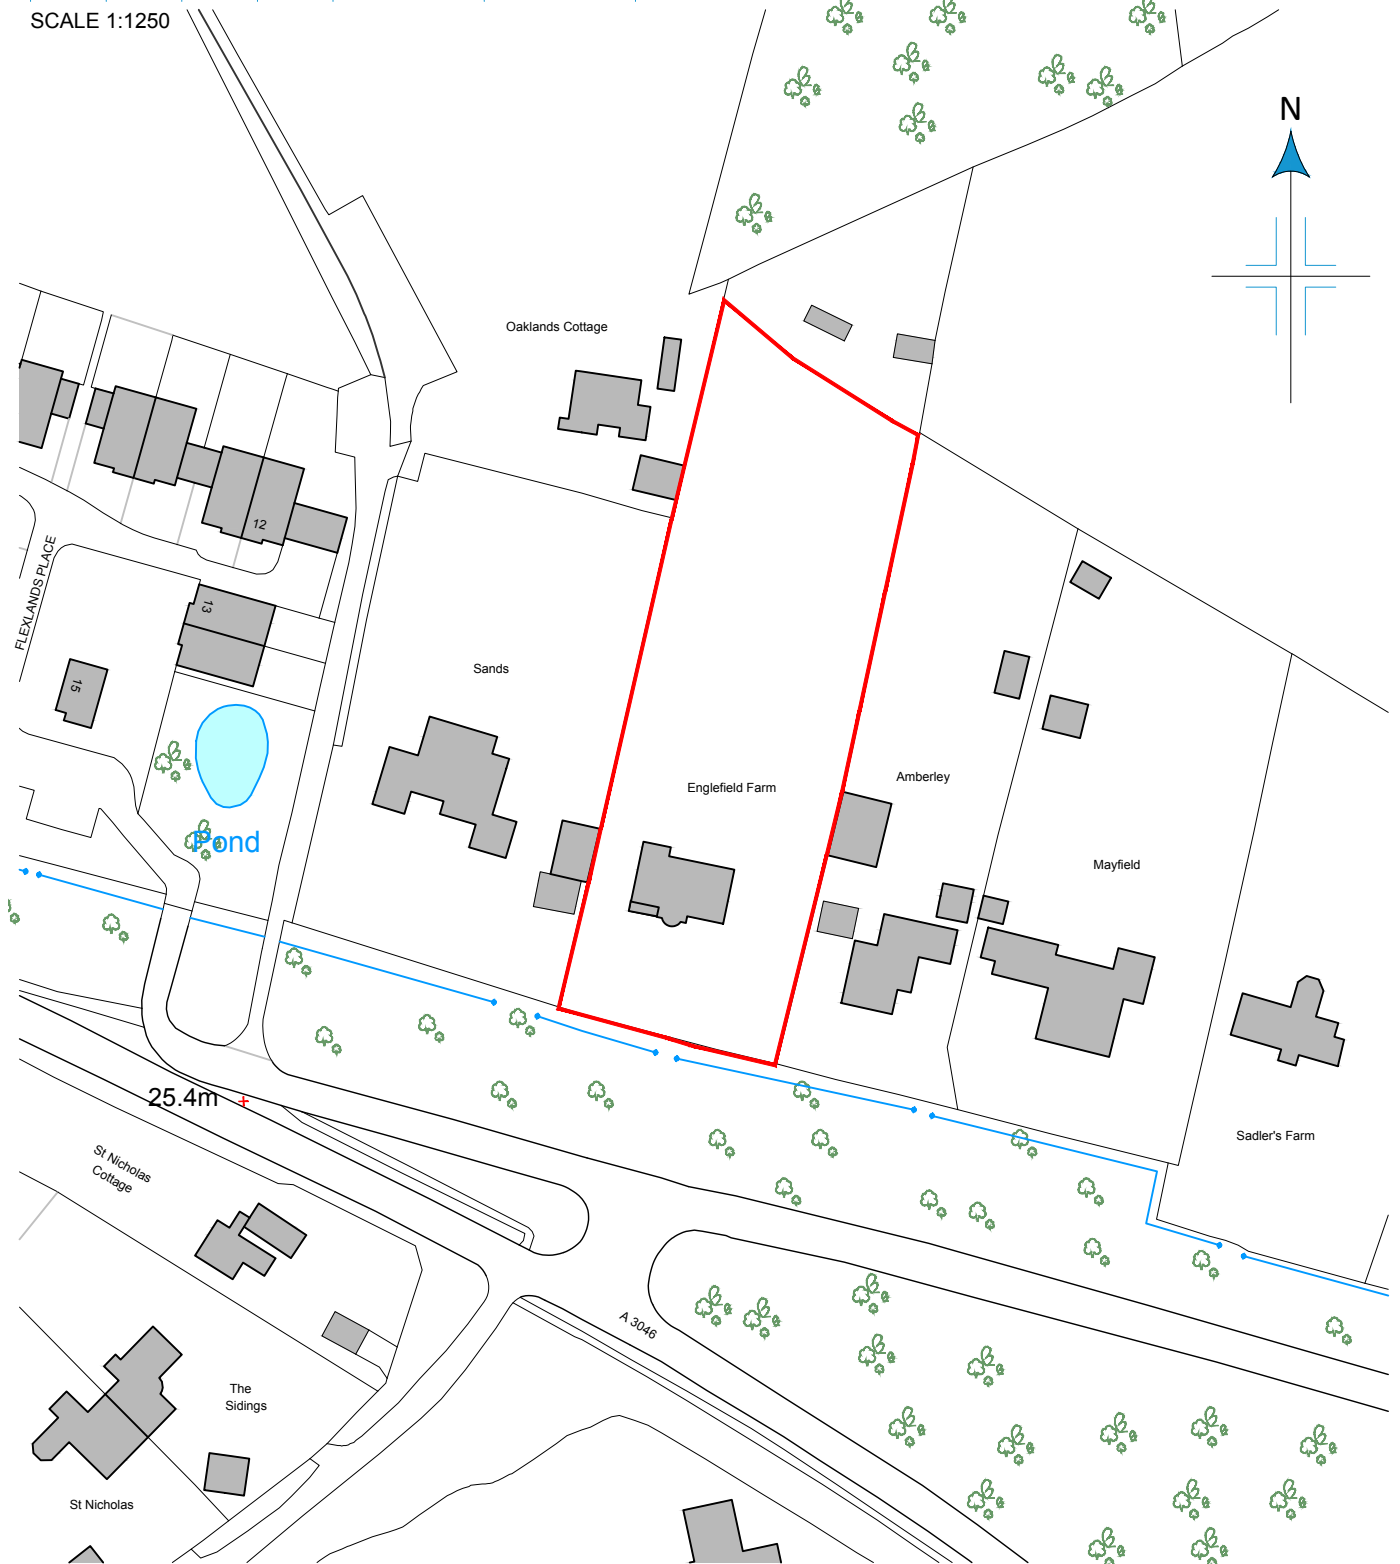 SCALE 1:1250
N
Oaklands Cottage
12
FLEXLANDS PLACE
13
Sands
15
Amberley
Englefield Farm
Pond
Mayfield
25.4m
Sadler's Farm
St Nicholas
Cottage
A 3046
The
Sidings
St Nicholas